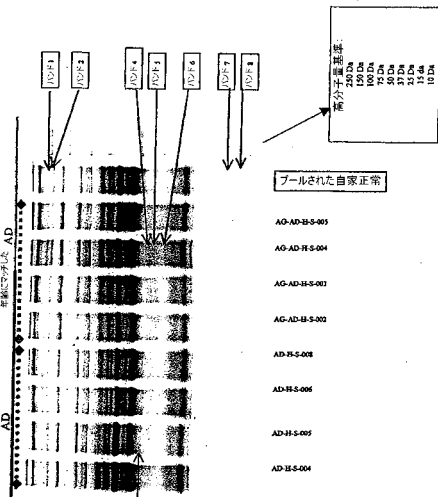 AD
年齢にマッチした AD
バンド1
バンド2
バンド4
バンド5
バンド6
バンド7
バンド8
高分子量基準:
250 Da
150 Da
100 Da
75 Da
50 Da
37 Da
25 Da
15 da
10 Da
プールされた自家正常
AG-AD-H-S-005
AG-AD-H-S-004
AG-AD-H-S-003
AG-AD-H-S-002
AD-H-S-008
AD-H-S-006
AD-H-S-005
AD-H-S-004